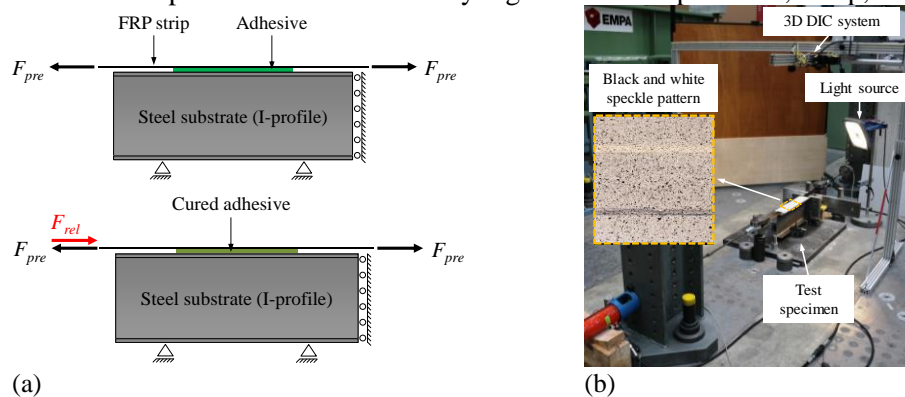 FRP strip
Adhesive
F_pre
F_pre
Steel substrate (I-profile)
Cured adhesive
F_rel
F_pre
F_pre
Steel substrate (I-profile)
(a)
EMPA
3D DIC system
Black and white
speckle pattern
Light source
Test
specimen
(b)